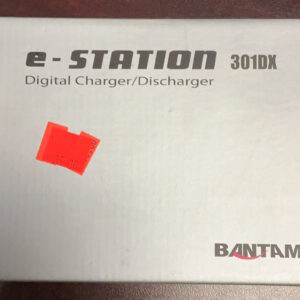 e-STATION 301DX
Digital Charger/Discharger
BANTAM